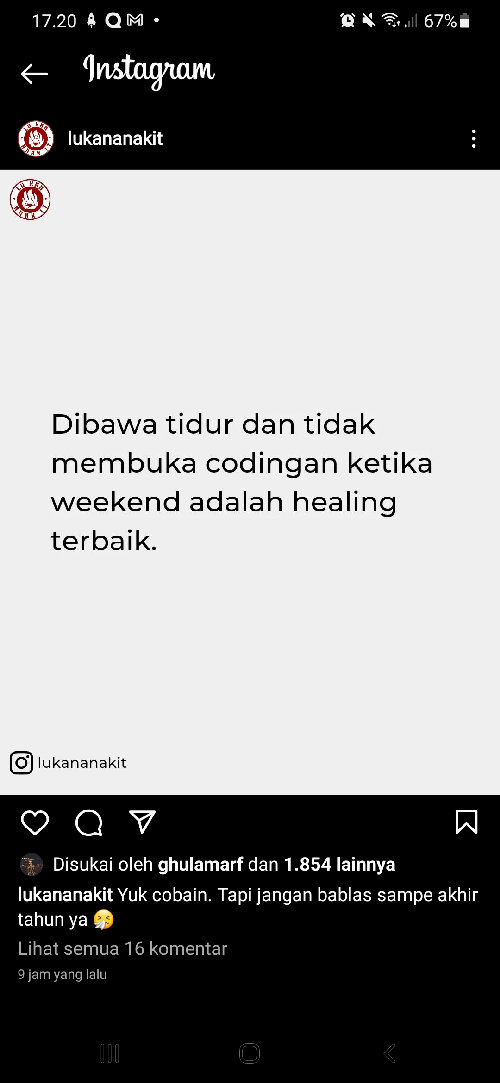 17.20
67%
Instagram
lukananakit
Dibawa tidur dan tidak
membuka codingan ketika
weekend adalah healing
terbaik.
lukananakit
Disukai oleh ghulamarf dan 1.854 lainnya
lukananakit Yuk cobain. Tapi jangan bablas sampe akhir
tahun ya 🤧
Lihat semua 16 komentar
9 jam yang lalu